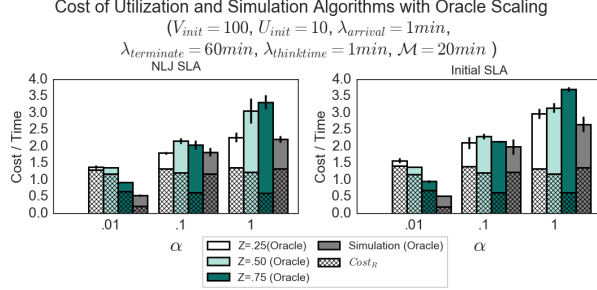 Cost of Utilization and Simulation Algorithms with Oracle Scaling
(V_init = 100, U_init = 10, λ_arrival = 1min,
λ_terminate = 60min, λ_thinktime = 1min, M = 20min )
NLJ SLA
Initial SLA
Cost / Time
4.0
3.5
3.0
2.5
2.0
1.5
1.0
0.5
0.0
.01
.1
1
α
Cost / Time
4.0
3.5
3.0
2.5
2.0
1.5
1.0
0.5
0.0
.01
.1
1
α
Z=.25(Oracle)
Z=.50 (Oracle)
Z=.75 (Oracle)
Simulation (Oracle)
Cost_R